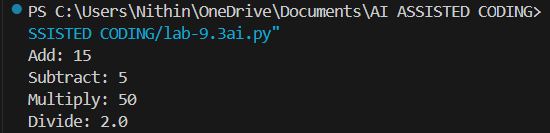 PS C:\Users\Nithin\OneDrive\Documents\AI ASSISTED CODING>
SSISTED CODING/lab-9.3ai.py"
Add: 15
Subtract: 5
Multiply: 50
Divide: 2.0